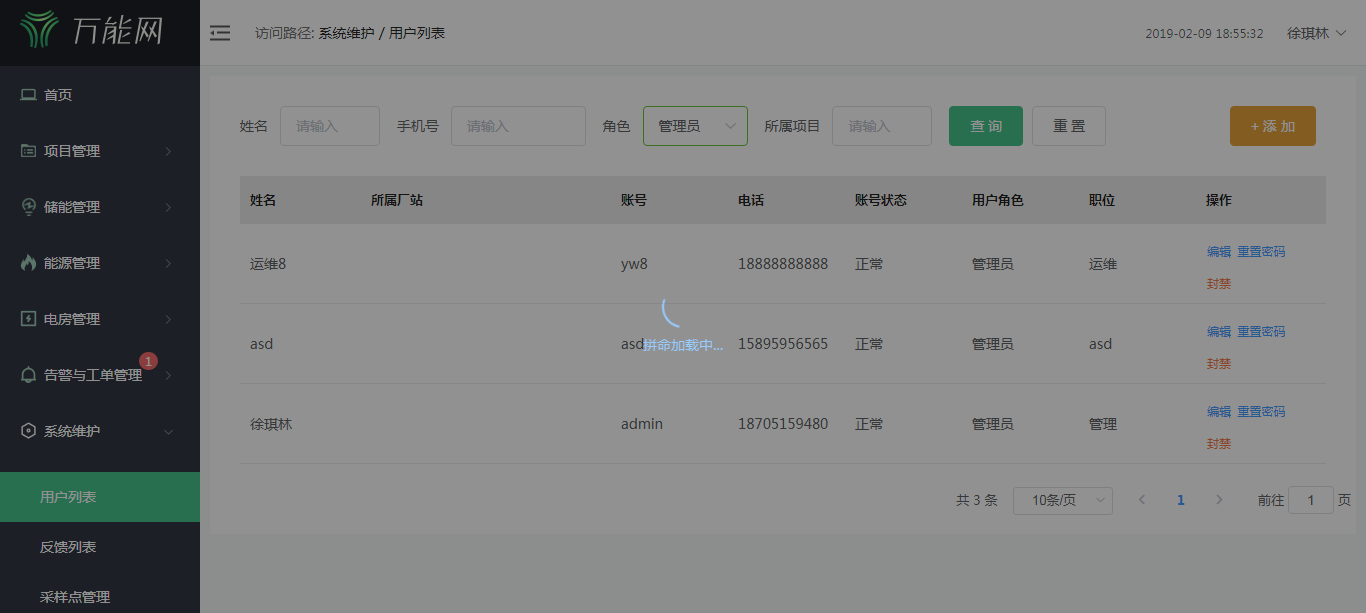 万能网
访问路径: 系统维护 / 用户列表
2019-02-09 18:55:32 徐琪林
首页
项目管理
储能管理
能源管理
电房管理
告警与工单管理 1
系统维护
用户列表
反馈列表
采样点管理
姓名 请输入 手机号 请输入 角色 管理员 所属项目 请输入 查询 重置 + 添加
姓名 所属厂站 账号 电话 账号状态 用户角色 职位 操作
运维8 yw8 18888888888 正常 管理员 运维 编辑 重置密码
封禁
asd asd 15895956565 正常 管理员 asd 编辑 重置密码
拼命加载中...
封禁
徐琪林 admin 18705159480 正常 管理员 管理 编辑 重置密码
封禁
共 3 条 10条/页 1 前往 1 页